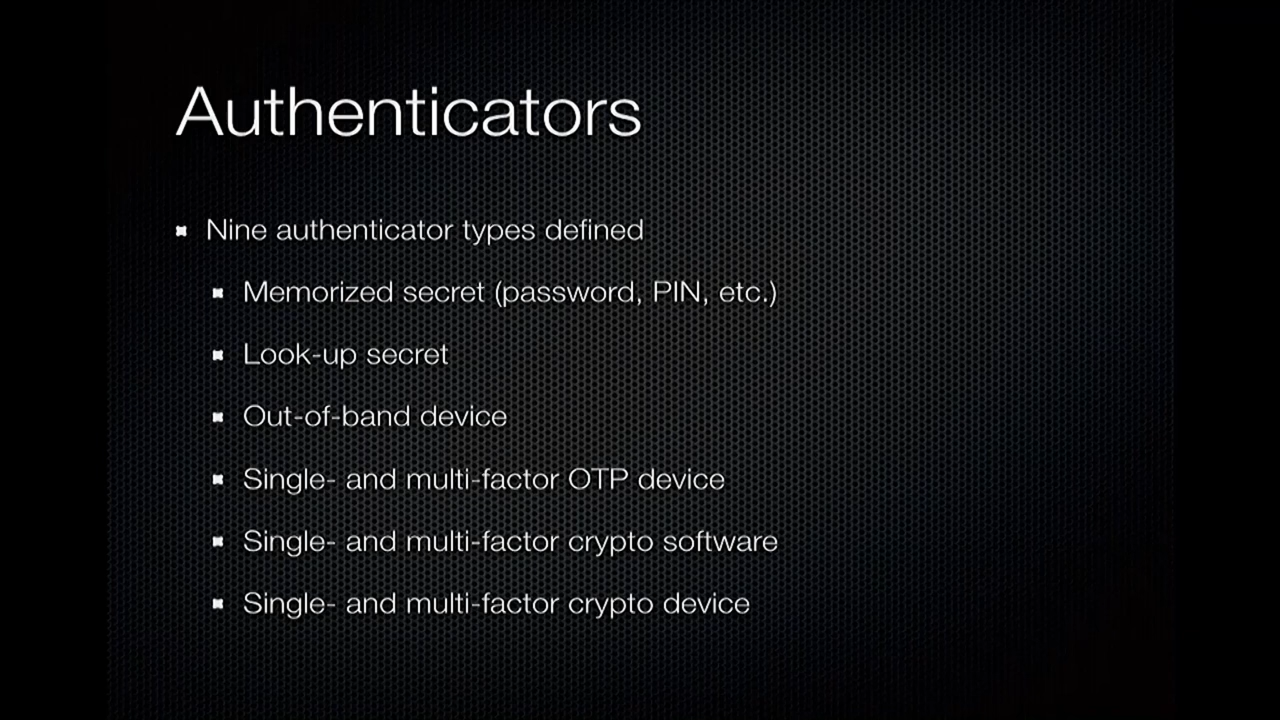 Authenticators
Nine authenticator types defined
Memorized secret (password, PIN, etc.)
Look-up secret
Out-of-band device
Single- and multi-factor OTP device
Single- and multi-factor crypto software
Single- and multi-factor crypto device